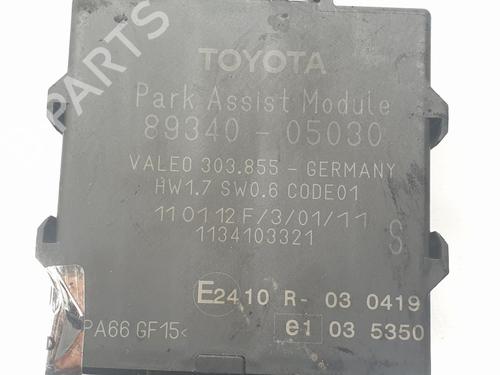 TOYOTA
Park Assist Module
89340 - 05030
VALEO 303.855 - GERMANY
HW1.7 SW0.6 CODE01
110112F/3/01/11
1134103321
S
E2410 R- 03 0419
PA66 GF15<
e1 03 5350
PARTS